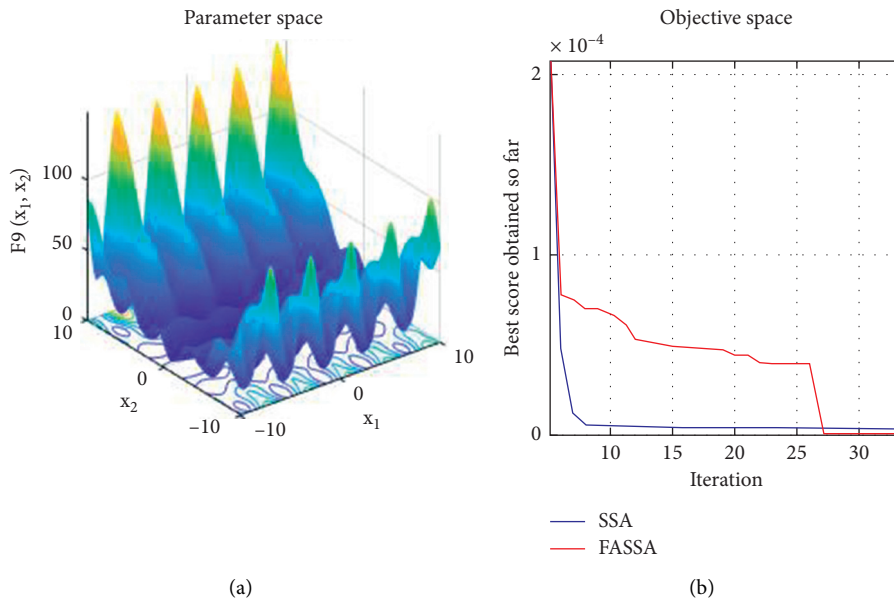 Parameter space
F9 (x1, x2)
100
50
0
10
0
–10
x2
–10
0
10
x1
(a)
Objective space
× 10–4
2
1
0
Best score obtained so far
10
15
20
25
30
Iteration
SSA
FASSA
(b)